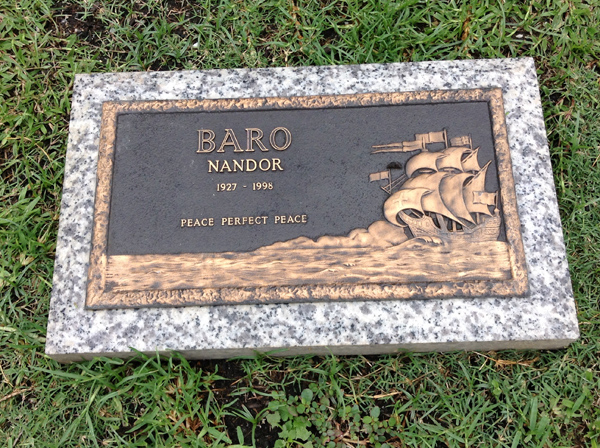 BARO
NANDOR
1927 - 1998
PEACE PERFECT PEACE